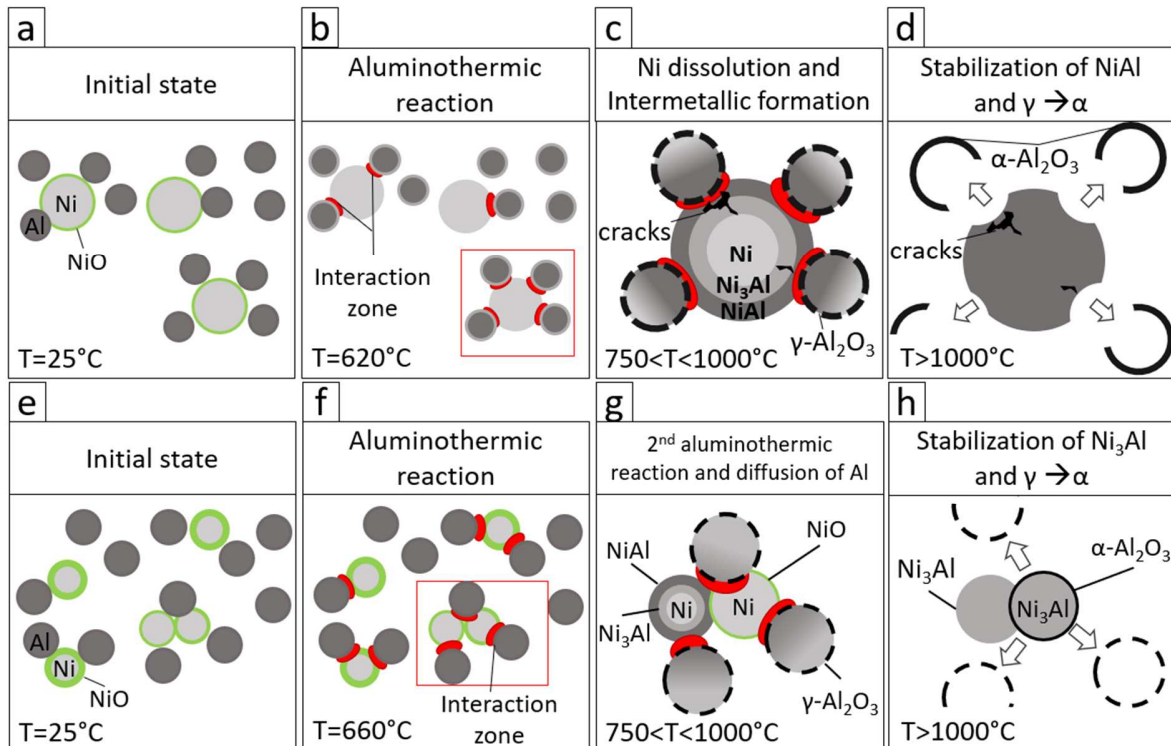 a
Initial state
Ni
Al
NiO
T=25°C
b
Aluminothermic
reaction
Interaction
zone
T=620°C
c
Ni dissolution and
Intermetallic formation
cracks
Ni
Ni₃Al
NiAl
γ-Al₂O₃
750<T<1000°C
d
Stabilization of NiAl
and γ →α
α-Al₂O₃
cracks
T>1000°C
e
Initial state
Al
Ni
NiO
T=25°C
f
Aluminothermic
reaction
Interaction
zone
T=660°C
g
2nd aluminothermic
reaction and diffusion of Al
NiAl
NiO
Ni
Ni
Ni₃Al
γ-Al₂O₃
750<T<1000°C
h
Stabilization of Ni₃Al
and γ →α
Ni₃Al
α-Al₂O₃
Ni₃Al
T>1000°C